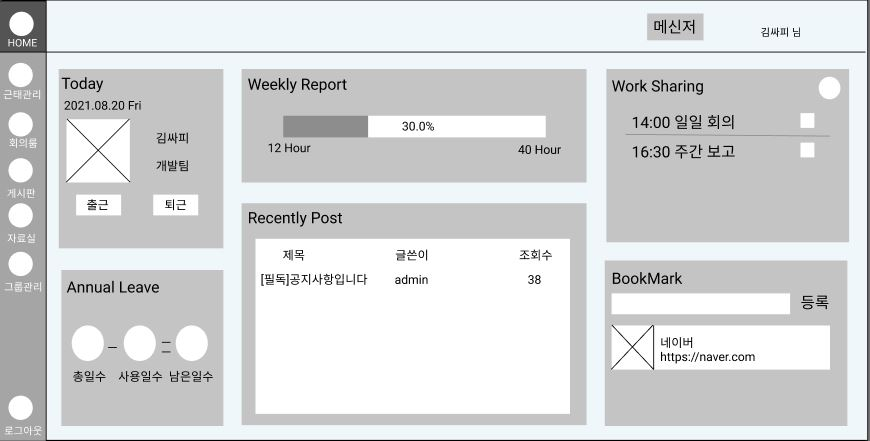 HOME
근태관리
회의룸
게시판
자료실
그룹관리
로그아웃
메신저
김싸피 님
Today
2021.08.20 Fri
김싸피
개발팀
출근 퇴근
Annual Leave
총일수 사용일수 남은일수
Weekly Report
30.0%
12 Hour 40 Hour
Recently Post
제목 글쓴이 조회수
[필독]공지사항입니다 admin 38
Work Sharing
14:00 일일 회의
16:30 주간 보고
BookMark
등록
네이버
https://naver.com